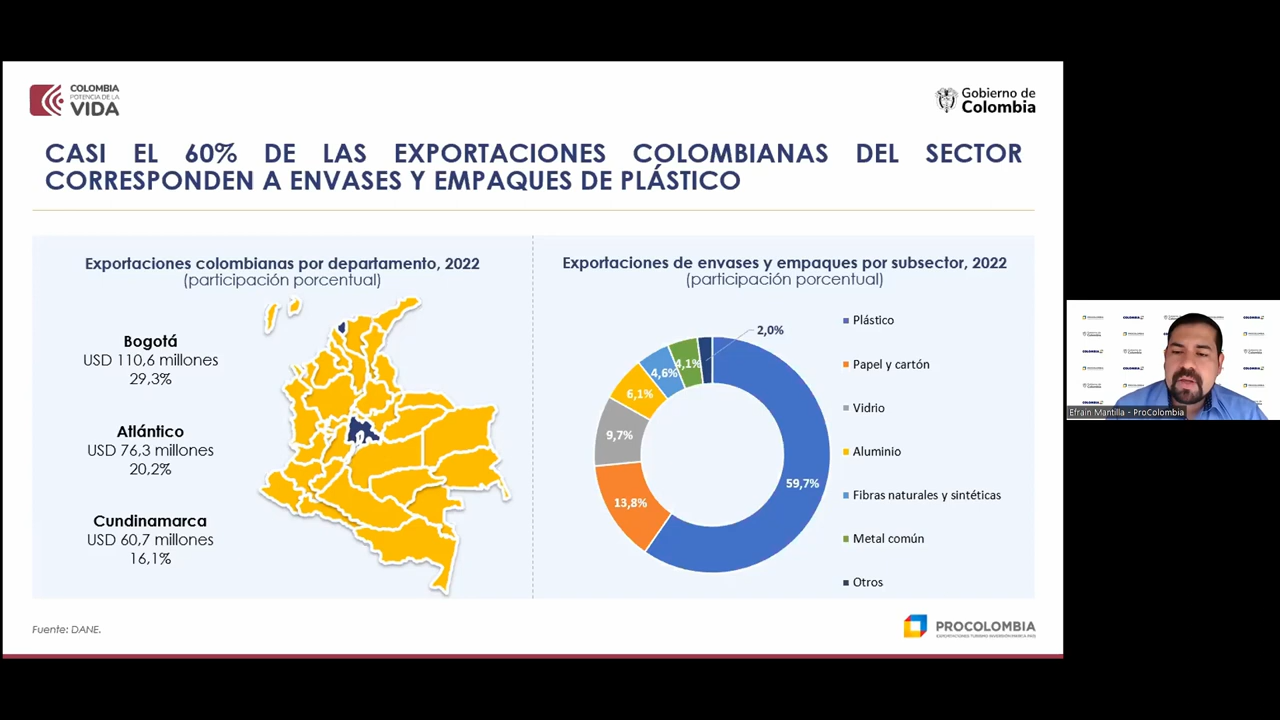 COLOMBIA
POTENCIA DE LA
VIDA
Gobierno de
Colombia
CASI EL 60% DE LAS EXPORTACIONES COLOMBIANAS DEL SECTOR
CORRESPONDEN A ENVASES Y EMPAQUES DE PLÁSTICO
Exportaciones colombianas por departamento, 2022
(participación porcentual)
Bogotá
USD 110,6 millones
29,3%
Atlántico
USD 76,3 millones
20,2%
Cundinamarca
USD 60,7 millones
16,1%
Exportaciones de envases y empaques por subsector, 2022
(participación porcentual)
2,0%
4,1%
4,6%
6,1%
9,7%
13,8%
59,7%
Plástico
Papel y cartón
Vidrio
Aluminio
Fibras naturales y sintéticas
Metal común
Otros
Fuente: DANE.
PROCOLOMBIA
EXPORTACIONES TURISMO INVERSIÓN MARCA PAÍS
Efrain Mantilla - ProColombia